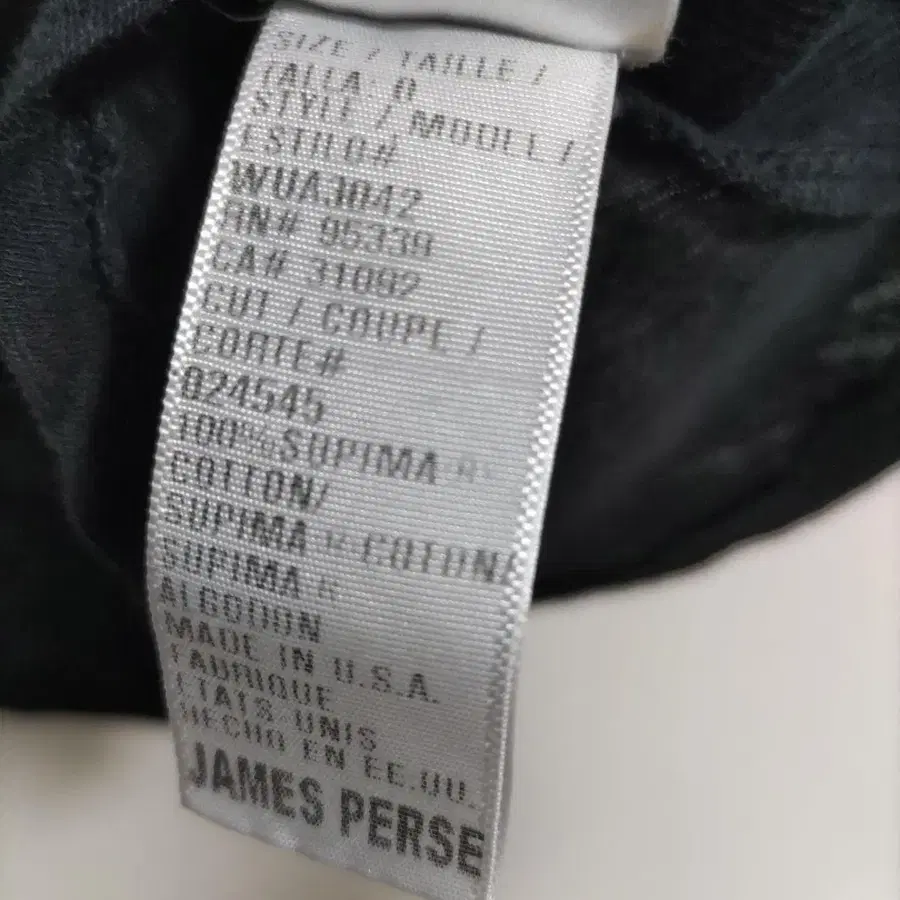 SIZE / TAILLE /
TALLA: 0
STYLE / MODEL /
ESTILO#
WUA3042
RN# 95339
CA# 31092
CUT / COUPE /
CORTE#
024545
100% SUPIMA ®
COTTON/
SUPIMA ® COTON/
SUPIMA ®
ALGODON
MADE IN U.S.A.
FABRIQUE
ETATS-UNIS
HECHO EN EE.UU.
JAMES PERSE